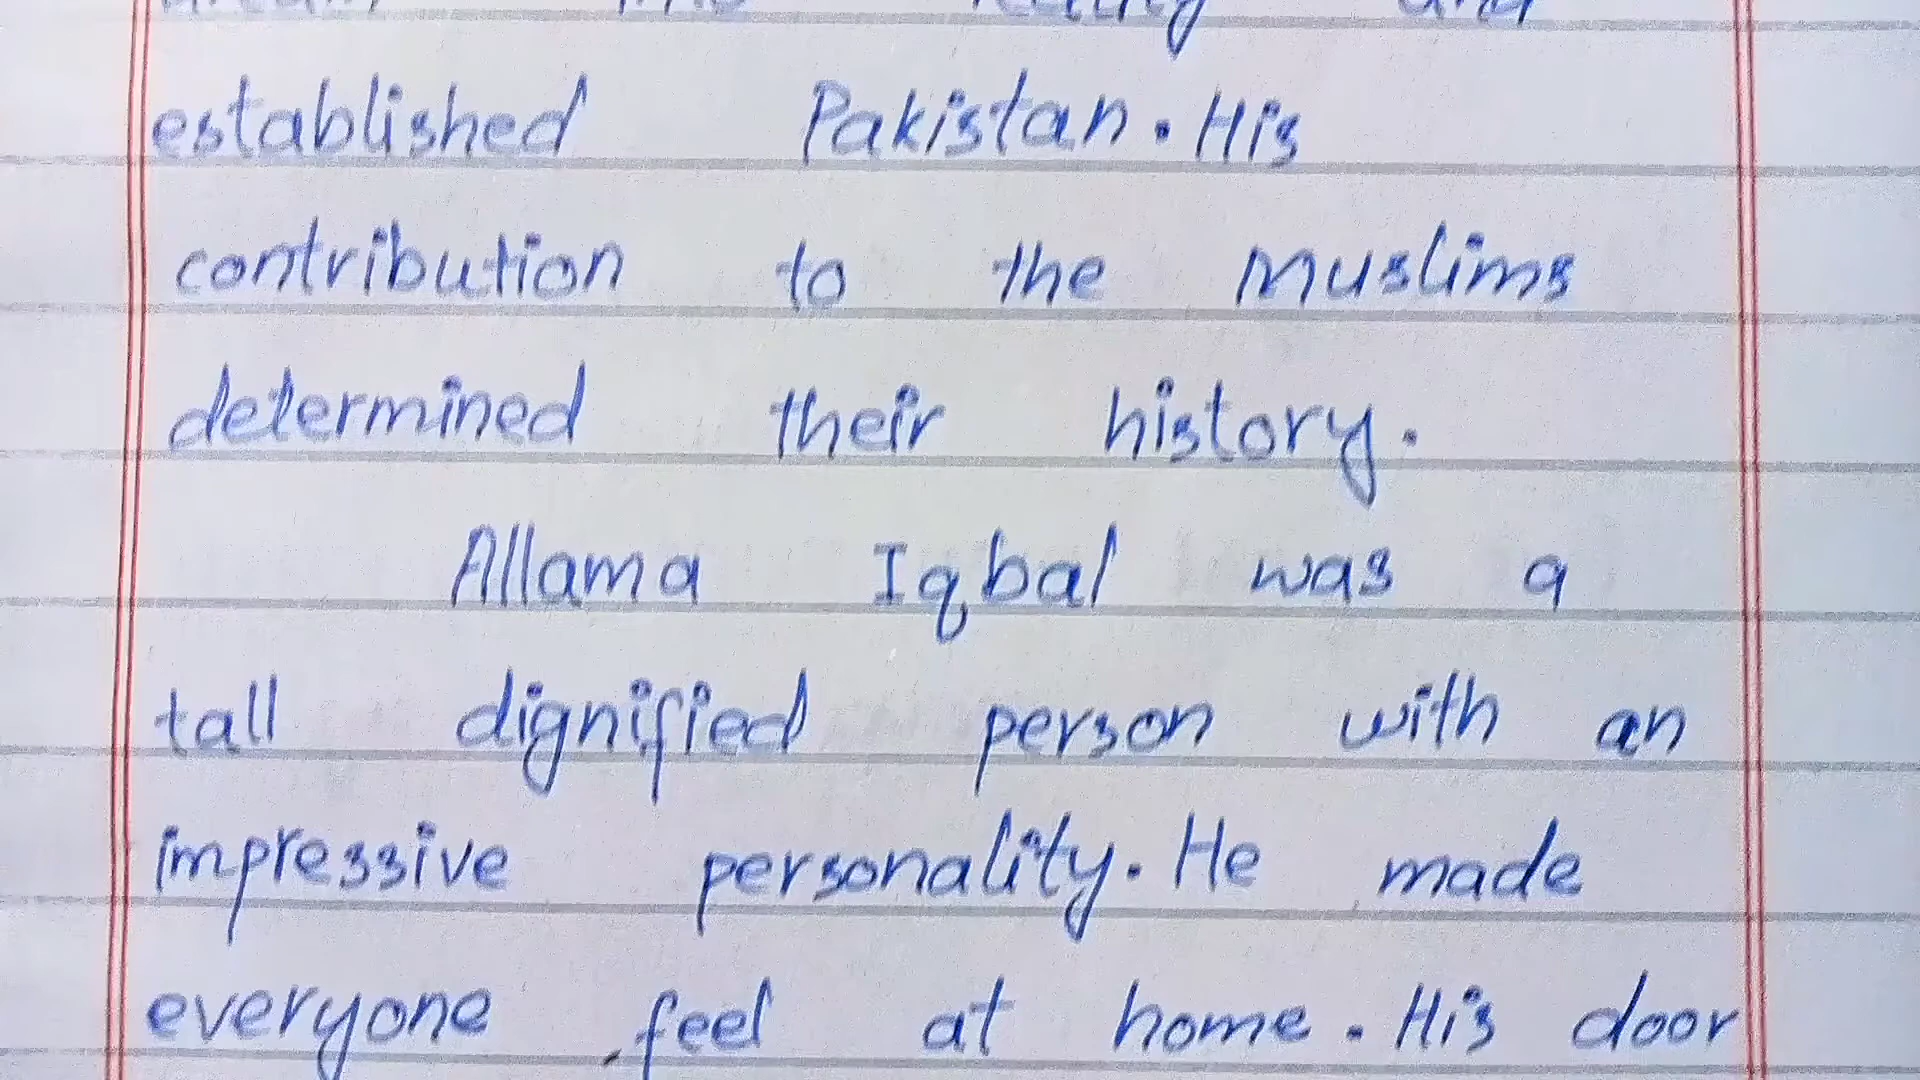 and
established Pakistan. His
contribution to the Muslims
determined their history.
Allama Iqbal was a
tall dignified person with an
impressive personality. He made
everyone feel at home. His door